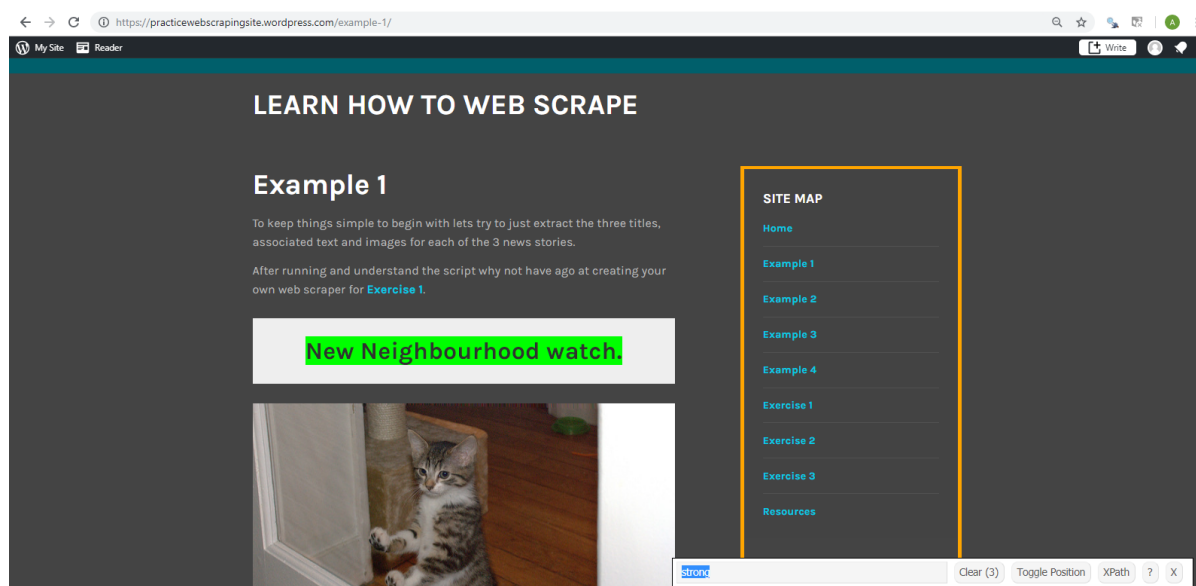 https://practicewebscrapingsite.wordpress.com/example-1/
A
My Site Reader Write
LEARN HOW TO WEB SCRAPE
Example 1
To keep things simple to begin with lets try to just extract the three titles,
associated text and images for each of the 3 news stories.
After running and understand the script why not have ago at creating your
own web scraper for Exercise 1.
New Neighbourhood watch.
SITE MAP
Home
Example 1
Example 2
Example 3
Example 4
Exercise 1
Exercise 2
Exercise 3
Resources
strong Clear (3) Toggle Position XPath ? X